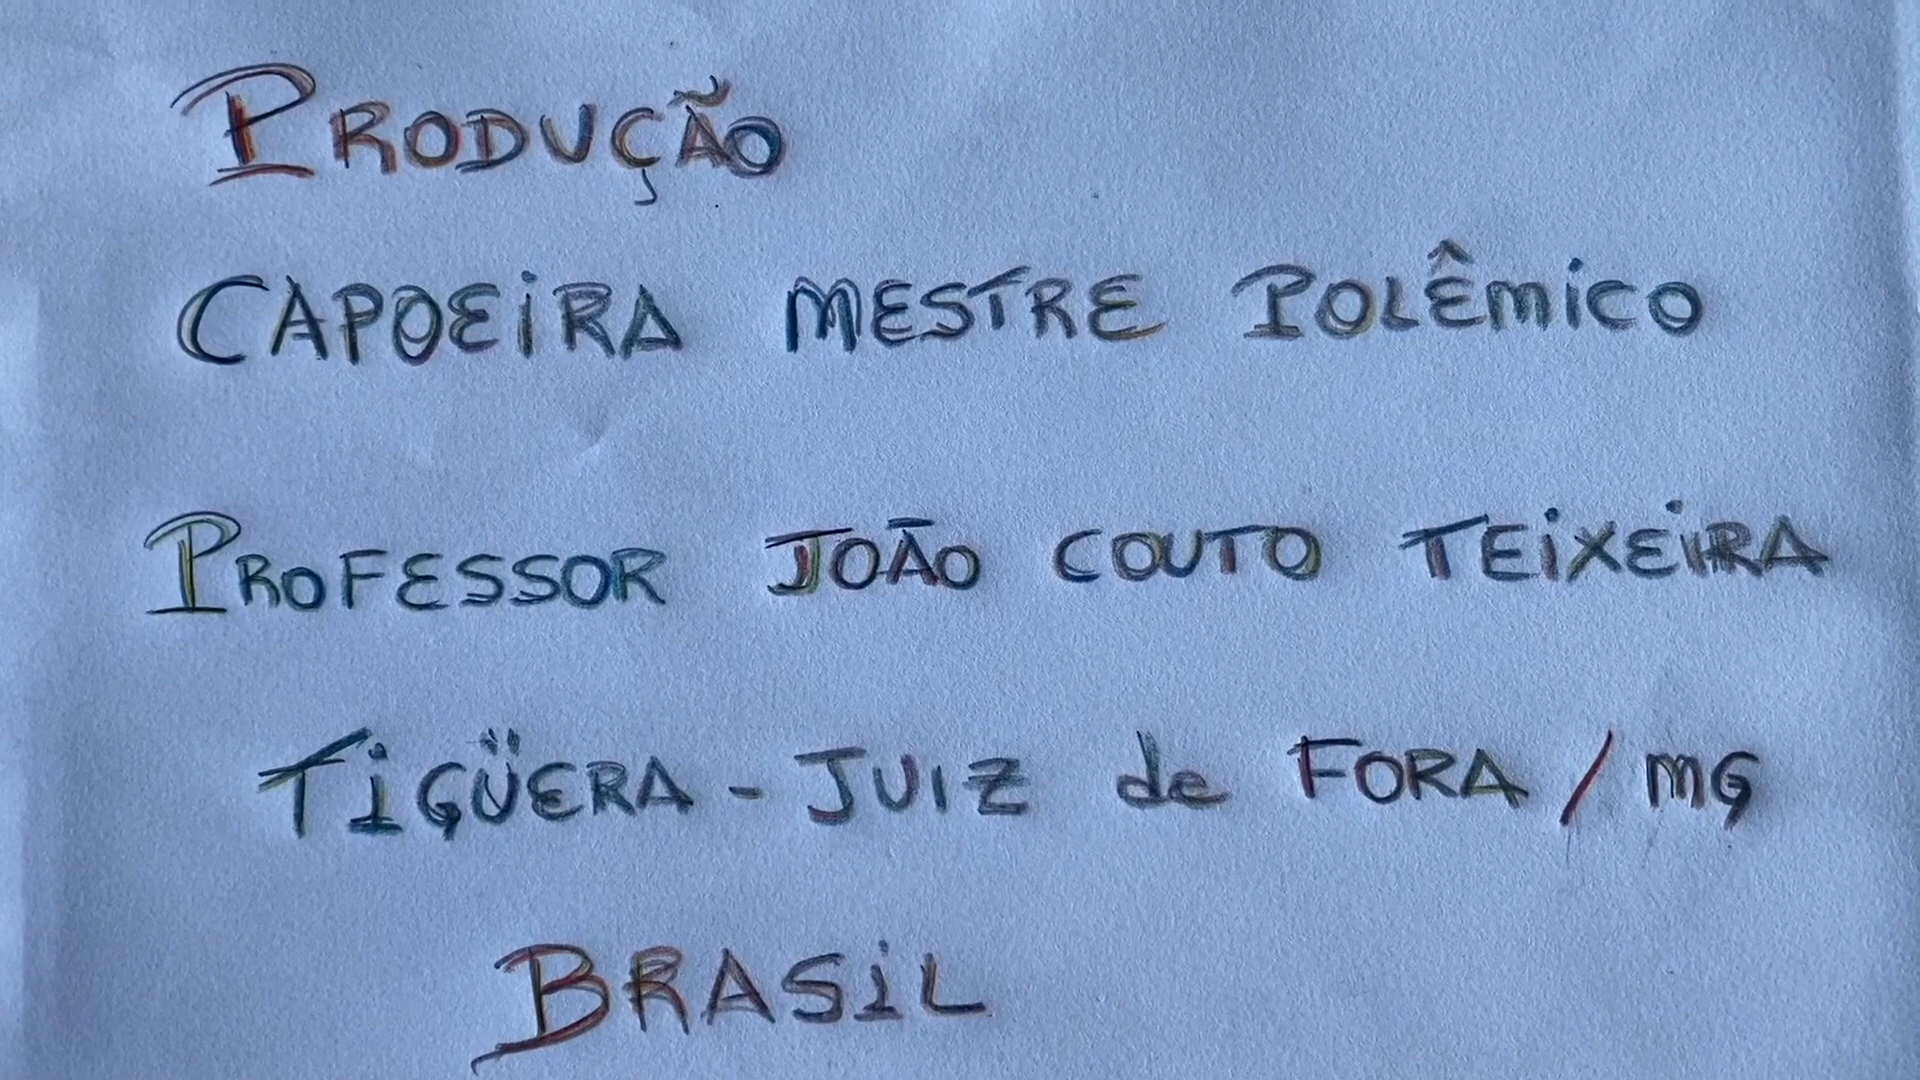 PRODUÇÃO
CAPOEIRA MESTRE POLÊMICO
PROFESSOR JOÃO COUTO TEIXEIRA
TIGÜERA - JUIZ de FORA / MG
BRASIL